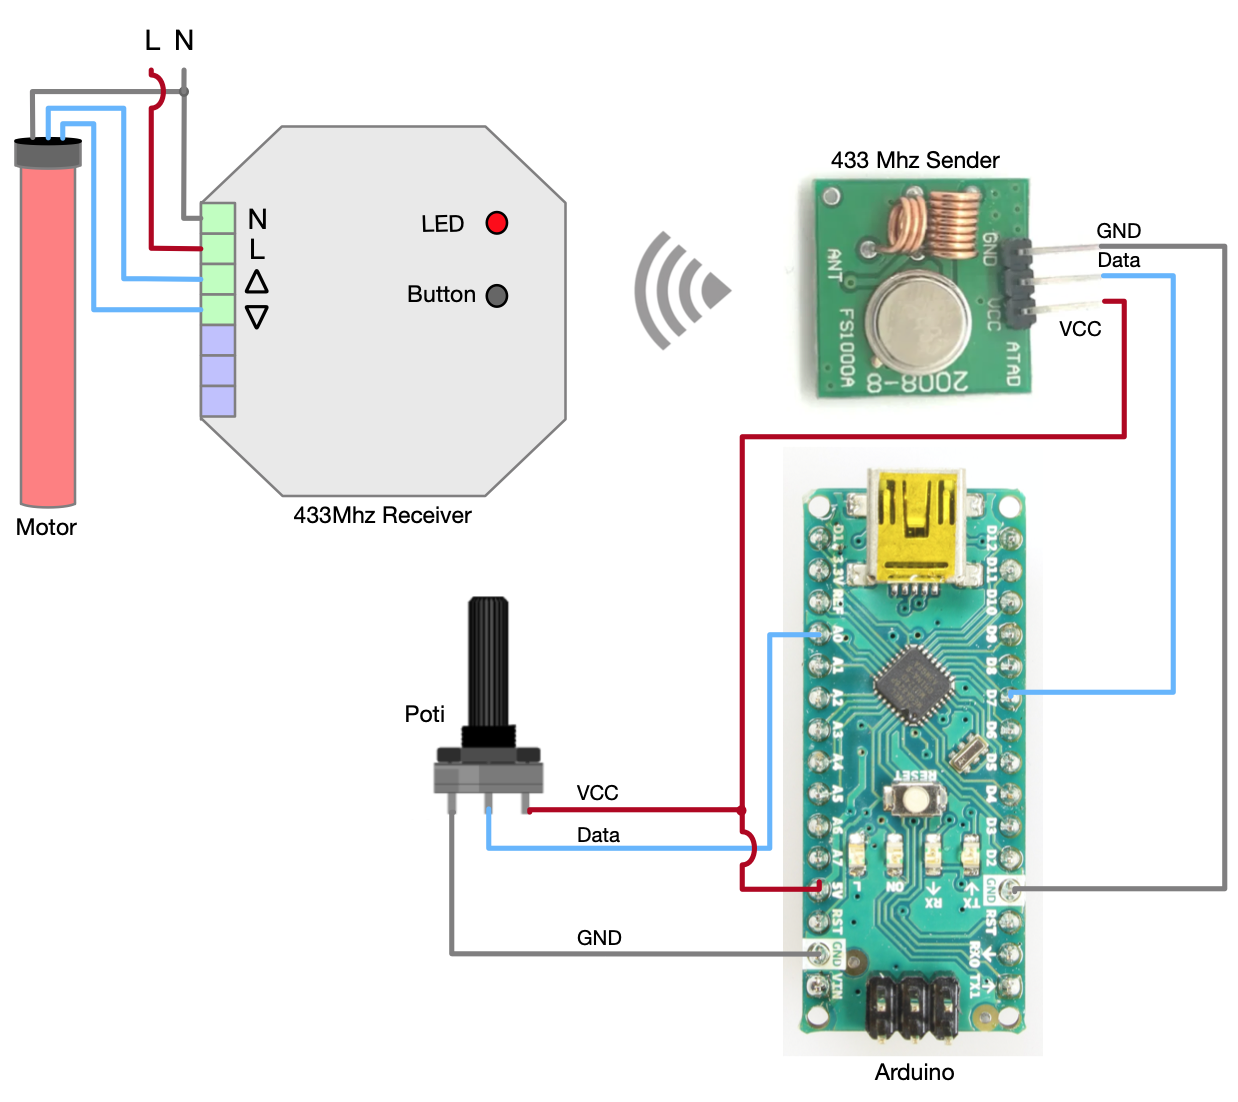 L N
433 Mhz Sender
N
L
LED
Button
GND
Data
VCC
ANT
GND
VCC
FS1000A
ATAD
2008-8
Motor
433Mhz Receiver
D13
3.3V
REF
A0
A1
A2
A3
A4
A5
A6
A7
5V
RST
GND
VIN
D12
D11
D10
D9
D8
D7
D6
D5
D4
D3
D2
GND
RST
RX0
TX1
RESET
L
ON
RX
TX
Poti
VCC
Data
GND
Arduino